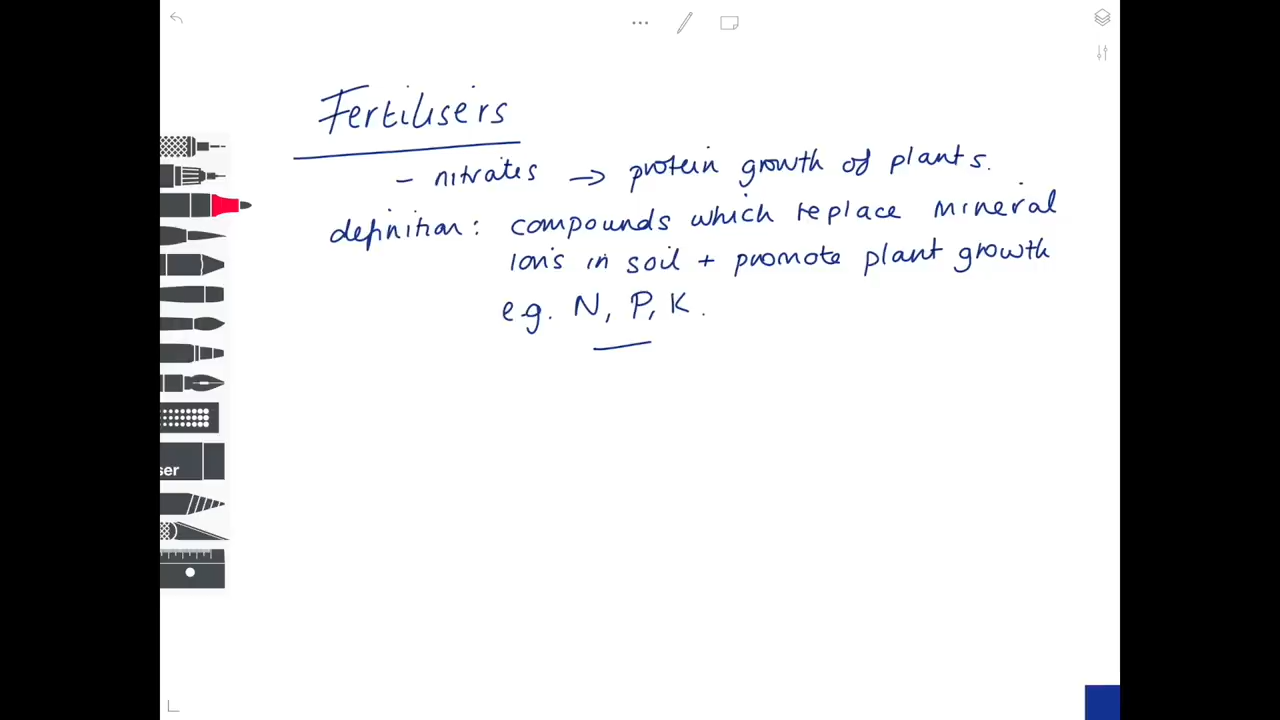 Fertilisers
- nitrates → protein growth of plants.
definition: compounds which replace mineral
ions in soil + promote plant growth
e.g. N, P, K.
ser